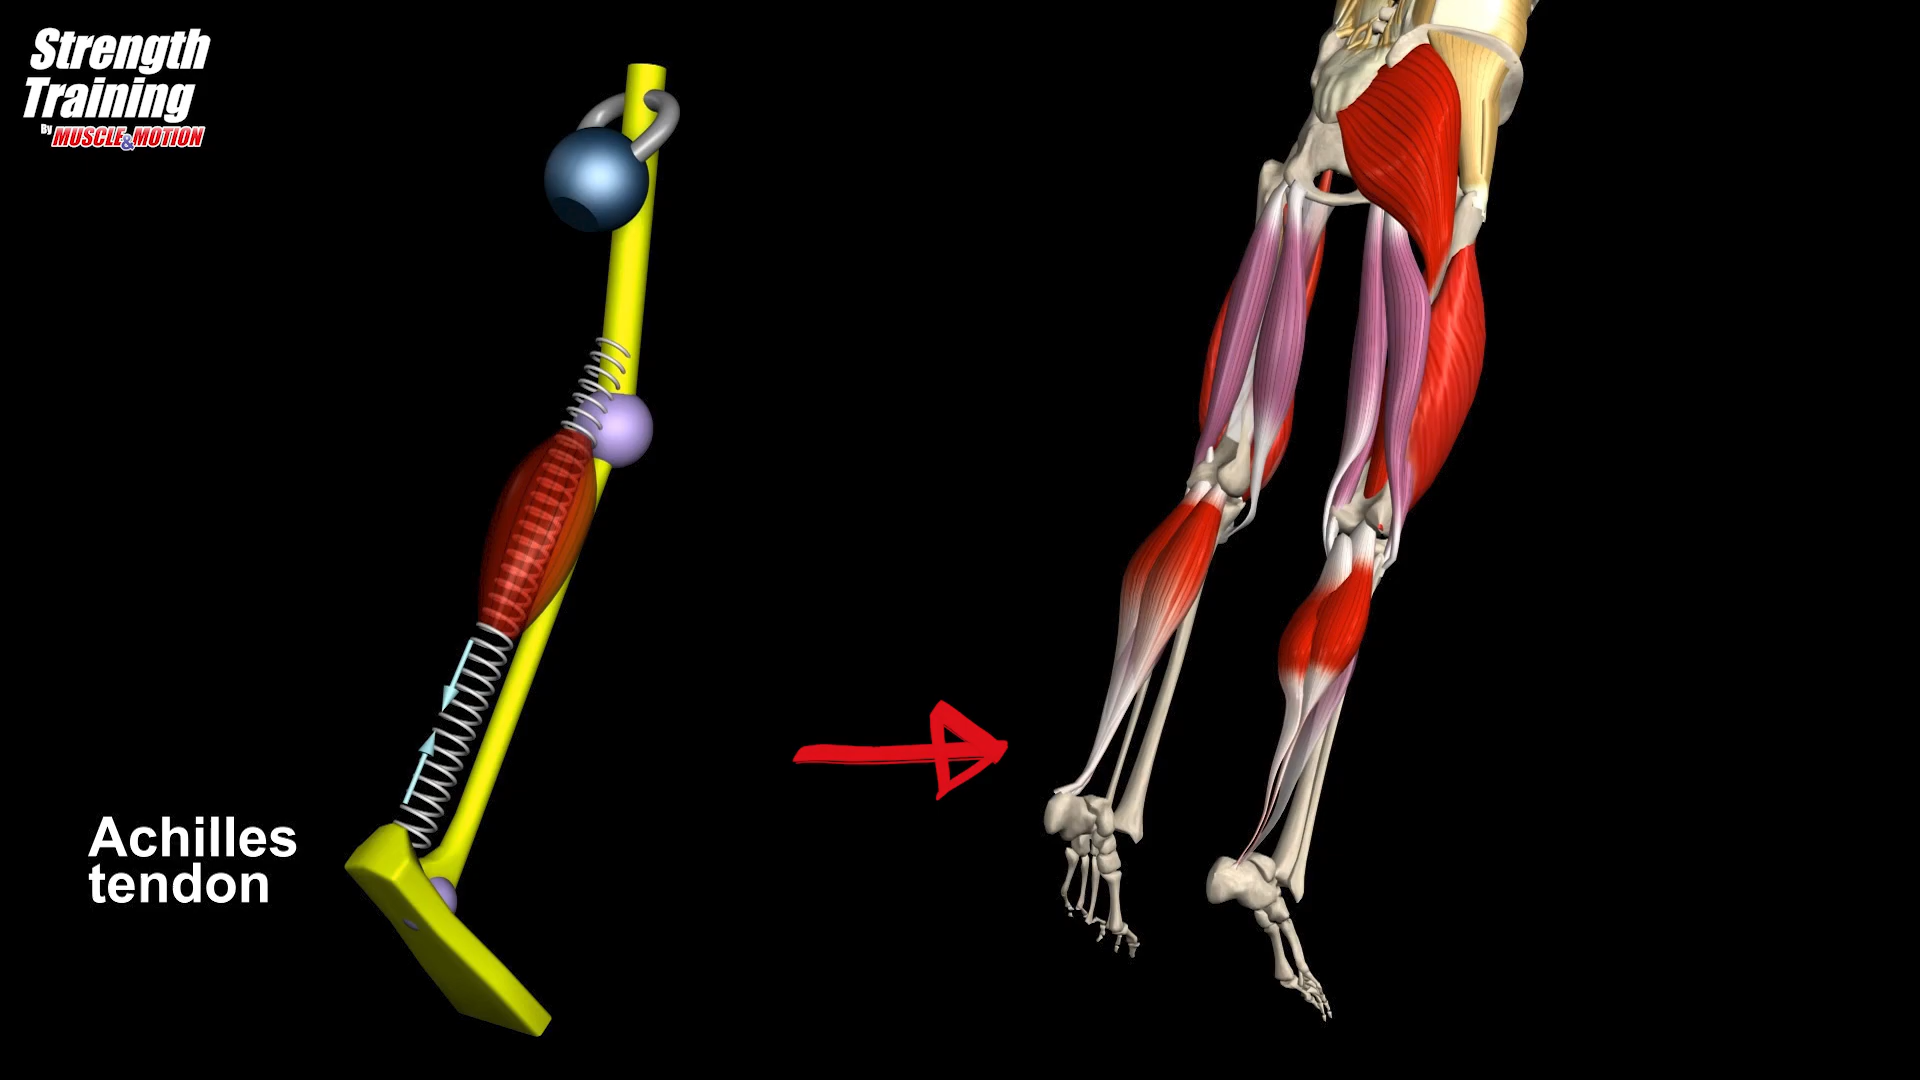 Strength
Training
By MUSCLE&MOTION
Achilles
tendon